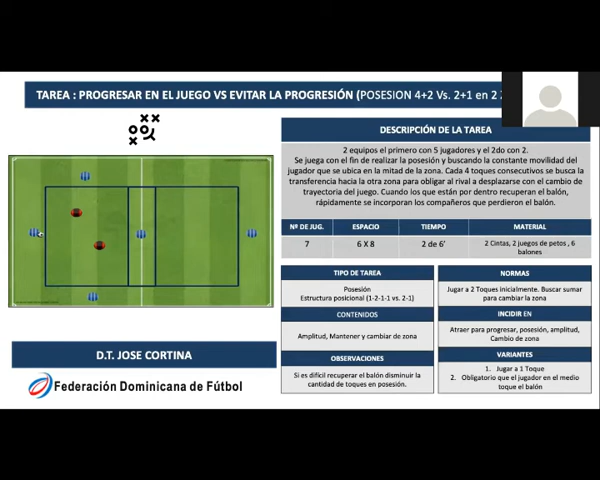 TAREA : PROGRESAR EN EL JUEGO VS EVITAR LA PROGRESIÓN (POSESION 4+2 Vs. 2+1 en 2
DESCRIPCIÓN DE LA TAREA
2 equipos el primero con 5 jugadores y el 2do con 2.
Se juega con el fin de realizar la posesión y buscando la constante movilidad del
jugador que se ubica en la mitad de la zona. Cada 4 toques consecutivos se busca la
transferencia hacia la otra zona para obligar al rival a desplazarse con el cambio de
trayectoria del juego. Cuando los que están por dentro recuperan el balón,
rápidamente se incorporan los compañeros que perdieron el balón.
Nº DE JUG. ESPACIO TIEMPO MATERIAL
7 6 X 8 2 de 6' 2 Cintas, 2 juegos de petos , 6
balones
TIPO DE TAREA
Posesión
Estructura posicional (1-2-1-1 vs. 2-1)
CONTENIDOS
Amplitud, Mantener y cambiar de zona
OBSERVACIONES
Si es difícil recuperar el balón disminuir la
cantidad de toques en posesión.
NORMAS
Jugar a 2 Toques inicialmente. Buscar sumar
para cambiar la zona
INCIDIR EN
Atraer para progresar, posesión, amplitud,
Cambio de zona
VARIANTES
1. Jugar a 1 Toque
2. Obligatorio que el jugador en el medio
toque el balón
D.T. JOSE CORTINA
Federación Dominicana de Fútbol